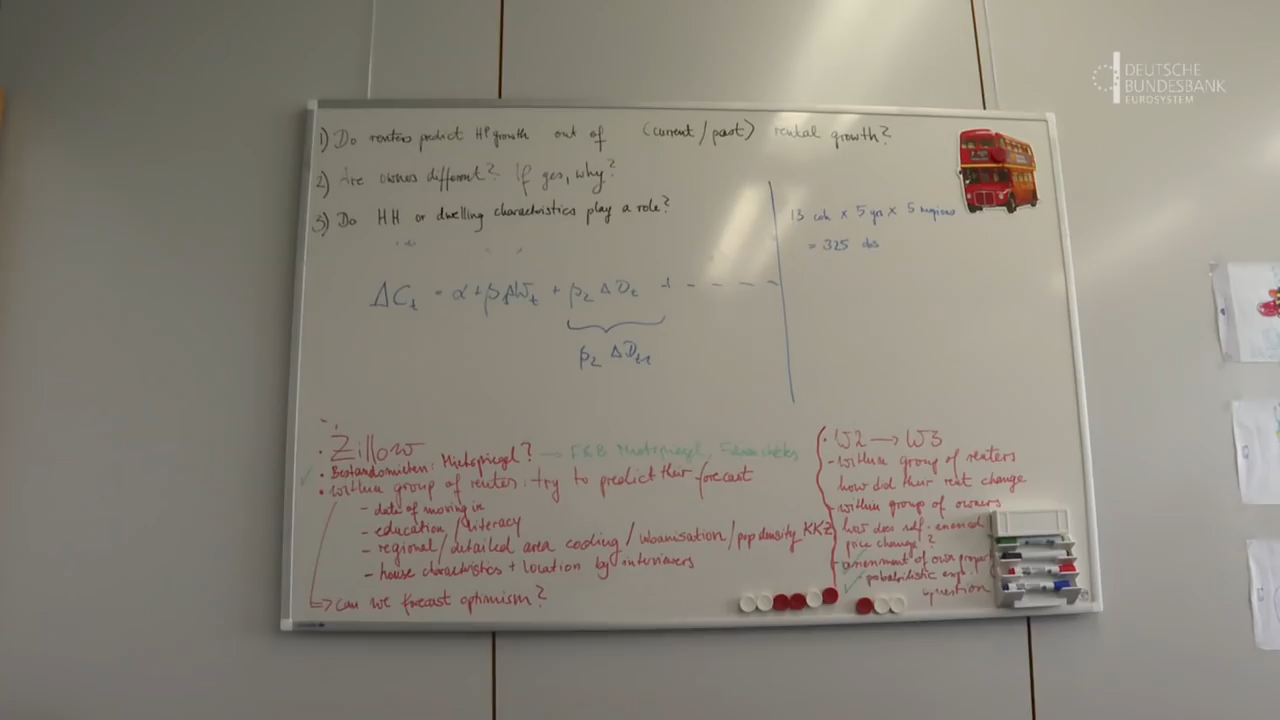 DEUTSCHE
BUNDESBANK
EUROSYSTEM
1) Do renters predict HP growth out of (current/past) rental growth?
2) Are owners different? If yes, why?
3) Do HH or dwelling characteristics play a role?
13 coh × 5 yrs × 5 regions
= 325 obs
ΔC_t = α + β ΔW_t + β_2 ΔD_t + - - - -
β_2 ΔD_t-1
• Zillow
• Bestandsmieten: Mietspiegel? → F&B Mietspiegel,
• within group of renters: try to predict their forecast
- date of moving in
- education / literacy
- regional / detailed area coding / urbanisation / pop density KKZ
- house characteristics + location by interviewers
→ can we forecast optimism?
• W2 → W3
- within group of renters
how did their rent change
- within group of owners
how does self-assessed
price change?
- assessment of own
- probabilistic exp.
question